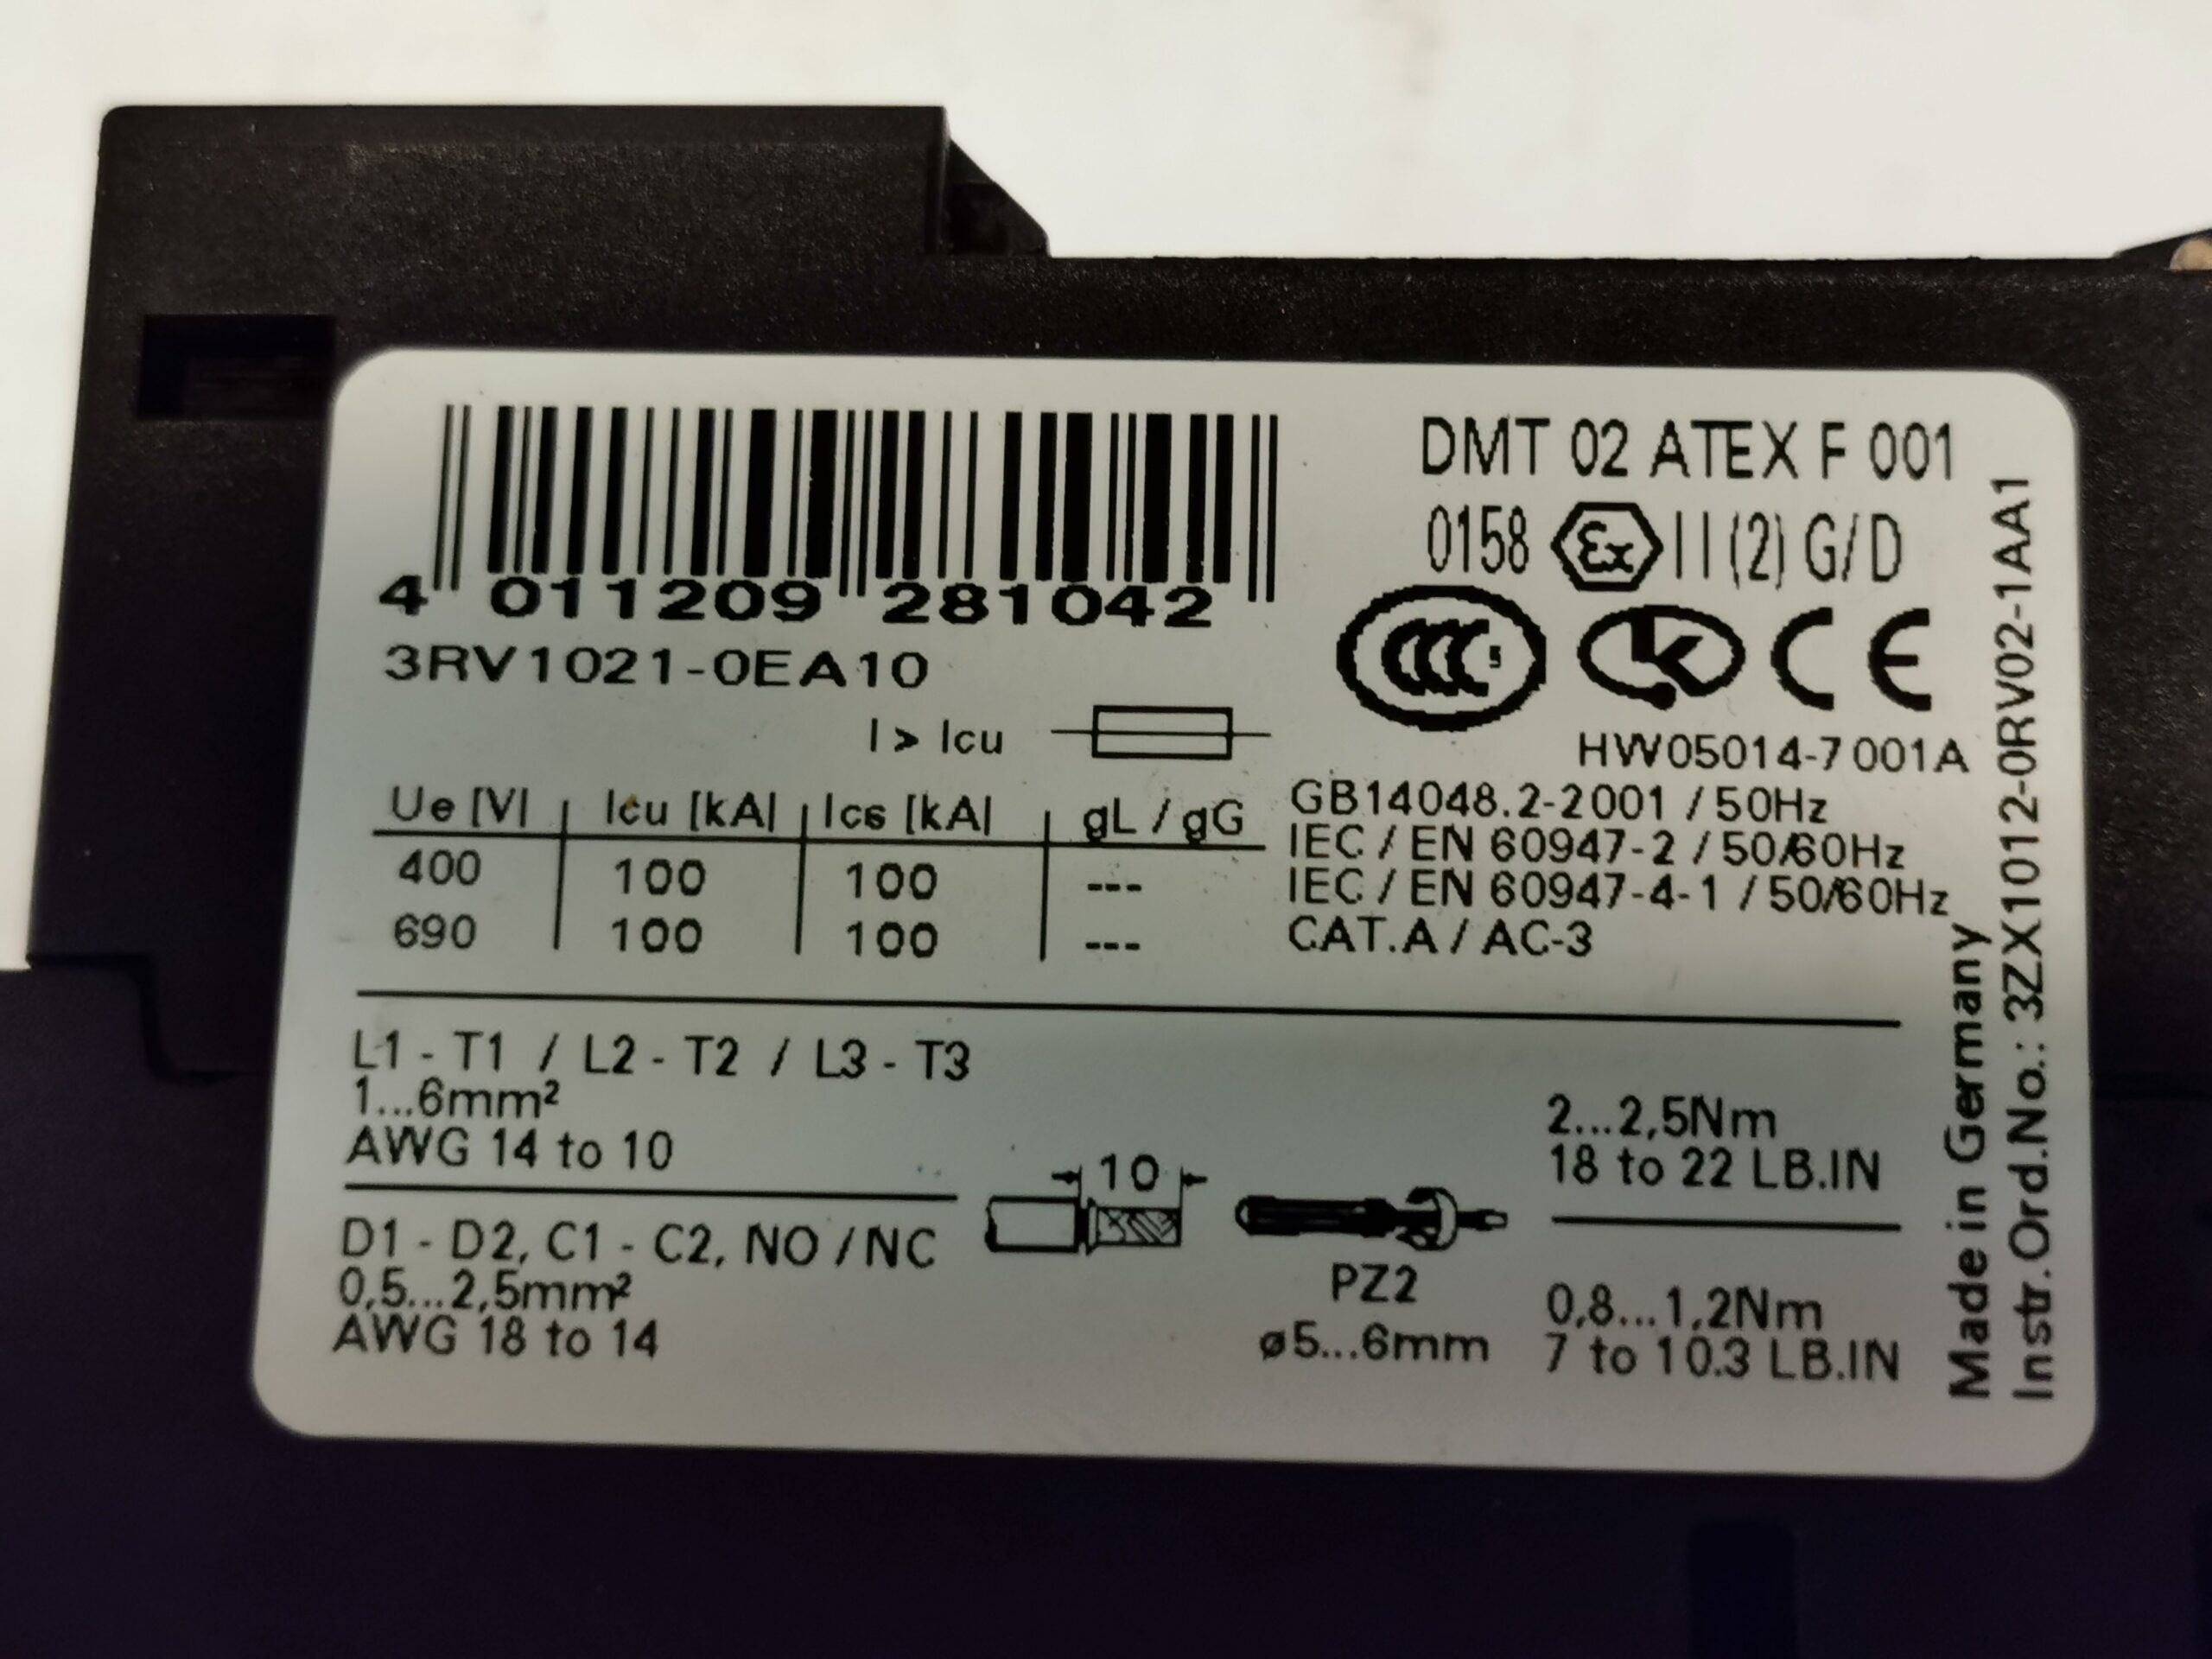 4 011209 281042
3RV1021-0EA10
I > Icu
Ue [V] Icu [kA] Ics [kA] gL / gG
400 100 100 ---
690 100 100 ---
DMT 02 ATEX F 001
0158 Ex II (2) G/D
CCC S CE
HW05014-7001A
GB14048.2-2001 / 50Hz
IEC / EN 60947-2 / 50/60Hz
IEC / EN 60947-4-1 / 50/60Hz
CAT.A / AC-3
L1 - T1 / L2 - T2 / L3 - T3
1...6mm²
AWG 14 to 10
D1 - D2, C1 - C2, NO / NC
0,5...2,5mm²
AWG 18 to 14
10
PZ2
ø5...6mm
2...2,5Nm
18 to 22 LB.IN
0,8...1,2Nm
7 to 10.3 LB.IN
Made in Germany
Instr.Ord.No.: 3ZX1012-0RV02-1AA1